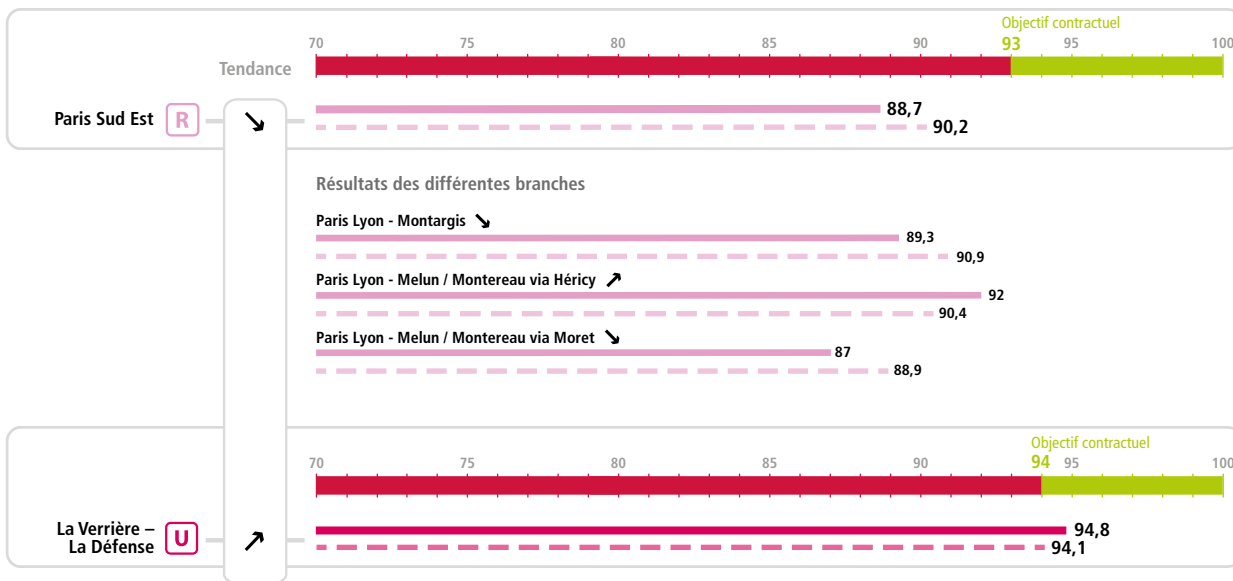 Objectif contractuel
70 75 80 85 90 93 95 100
Tendance
Paris Sud Est R
88,7
90,2
Résultats des différentes branches
Paris Lyon - Montargis
89,3
90,9
Paris Lyon - Melun / Montereau via Héricy
92
90,4
Paris Lyon - Melun / Montereau via Moret
87
88,9
Objectif contractuel
70 75 80 85 90 94 95 100
La Verrière –
La Défense U
94,8
94,1